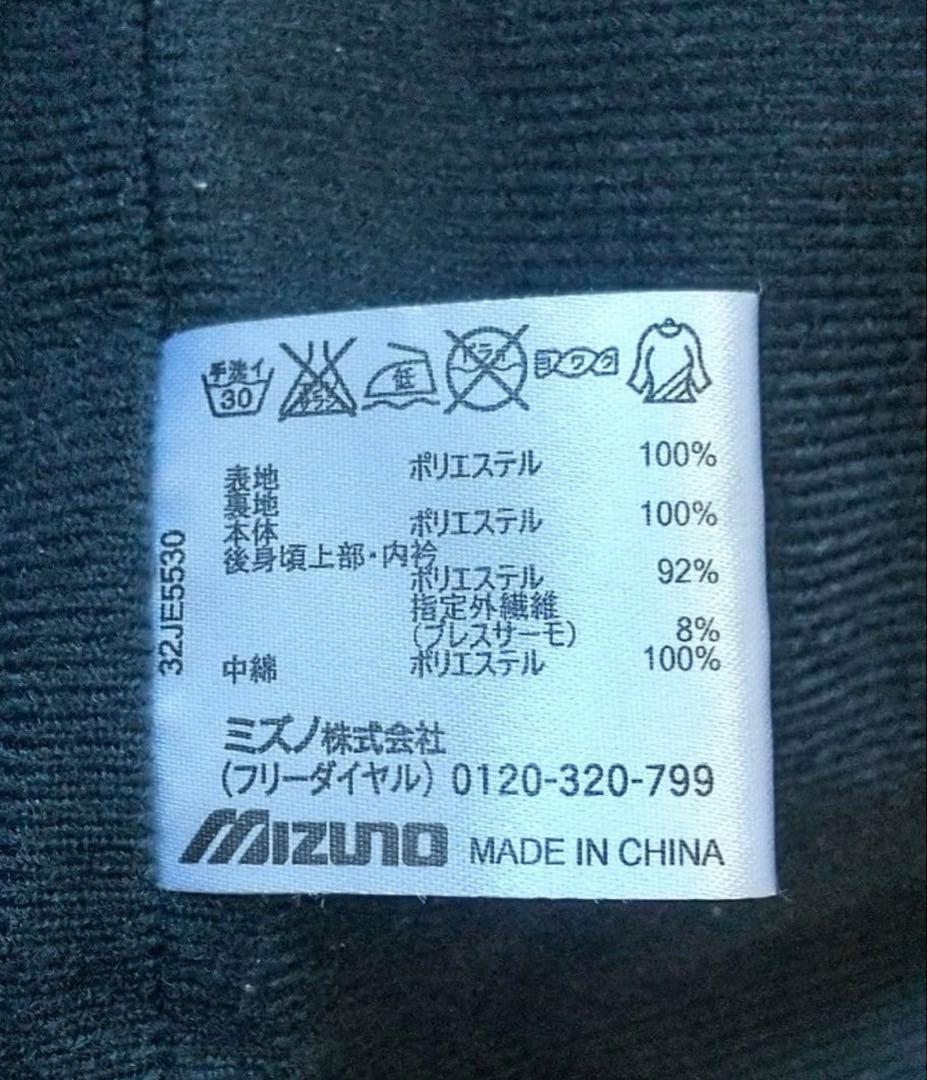 手洗イ 30 エンソサラシ 低 ドライ ヨワク
表地 ポリエステル 100%
裏地
本体 ポリエステル 100%
後身頃上部・内衿
ポリエステル 92%
指定外繊維
(ブレスサーモ) 8%
中綿 ポリエステル 100%
ミズノ株式会社
(フリーダイヤル) 0120-320-799
MIZUNO MADE IN CHINA
32JE5530